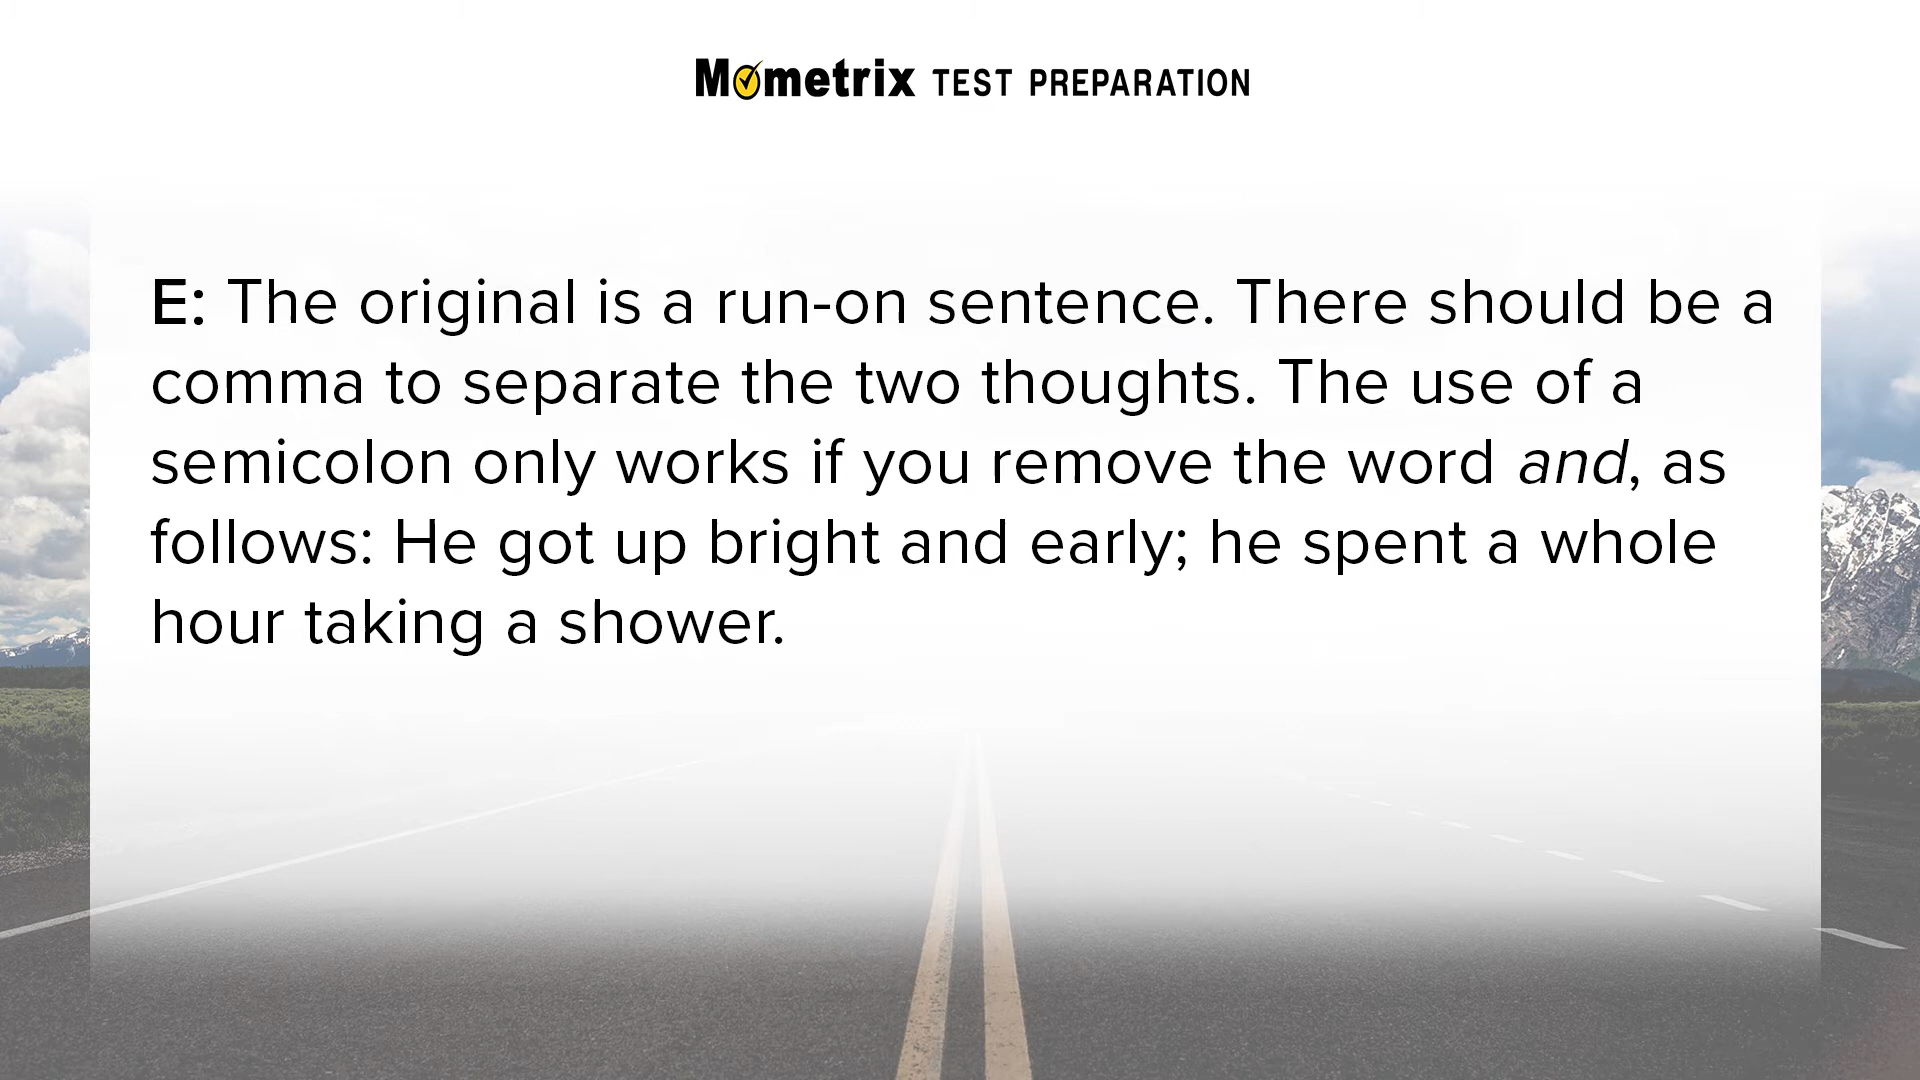 Mometrix TEST PREPARATION
E: The original is a run-on sentence. There should be a
comma to separate the two thoughts. The use of a
semicolon only works if you remove the word and, as
follows: He got up bright and early; he spent a whole
hour taking a shower.